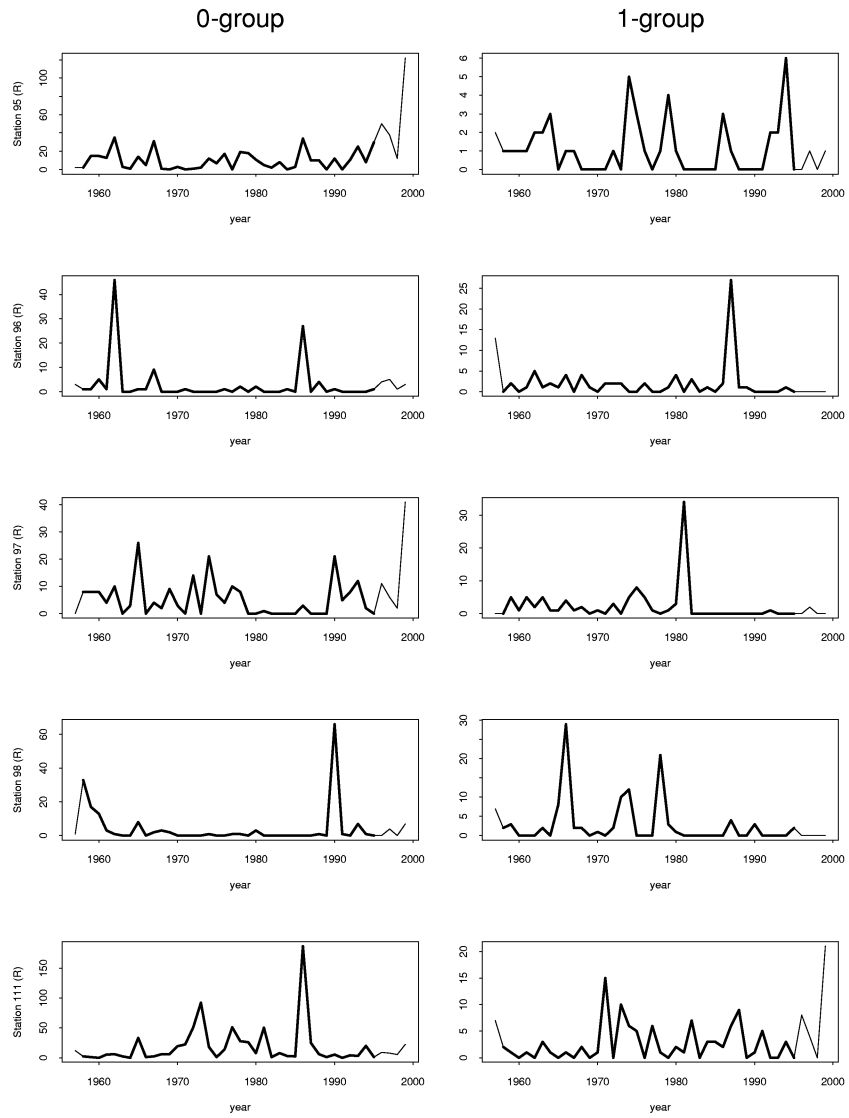 0-group 1-group
Station 95 (R)
0 20 60 100
1960 1970 1980 1990 2000
year
0 1 2 3 4 5 6
1960 1970 1980 1990 2000
year
Station 96 (R)
0 10 20 30 40
1960 1970 1980 1990 2000
year
0 5 10 15 20 25
1960 1970 1980 1990 2000
year
Station 97 (R)
0 10 20 30 40
1960 1970 1980 1990 2000
year
0 10 20 30
1960 1970 1980 1990 2000
year
Station 98 (R)
0 20 40 60
1960 1970 1980 1990 2000
year
0 5 10 20 30
1960 1970 1980 1990 2000
year
Station 111 (R)
0 50 100 150
1960 1970 1980 1990 2000
year
0 5 10 15 20
1960 1970 1980 1990 2000
year